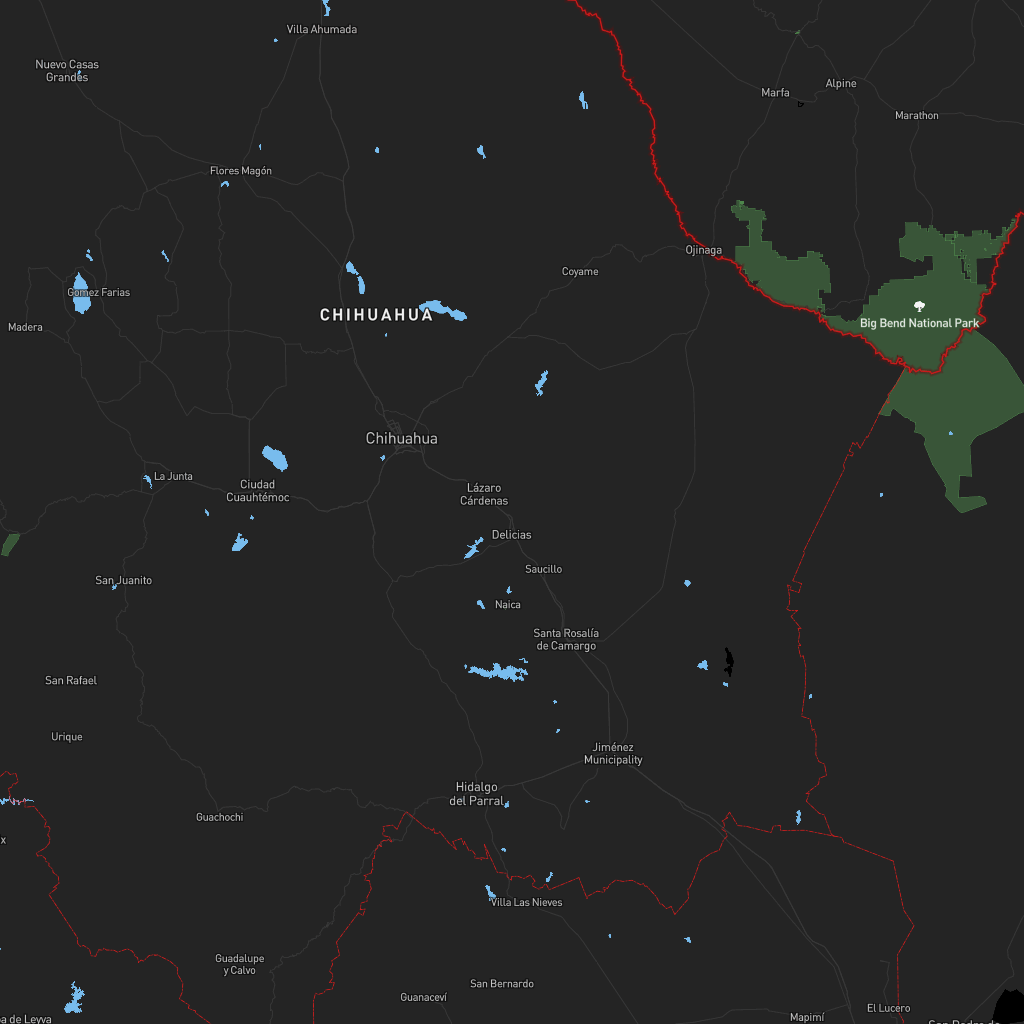 Villa Ahumada
Nuevo Casas
Grandes
Alpine
Marfa
Marathon
Flores Magón
Ojinaga
Coyame
Gomez Farias
CHIHUAHUA
Madera
Big Bend National Park
Chihuahua
La Junta
Ciudad
Cuauhtémoc
Lázaro
Cárdenas
Delicias
Saucillo
San Juanito
Naica
Santa Rosalía
de Camargo
San Rafael
Urique
Jiménez
Municipality
Hidalgo
del Parral
Guachochi
x
Villa Las Nieves
Guadalupe
y Calvo
San Bernardo
Guanaceví
El Lucero
Mapimí
a de Leyva